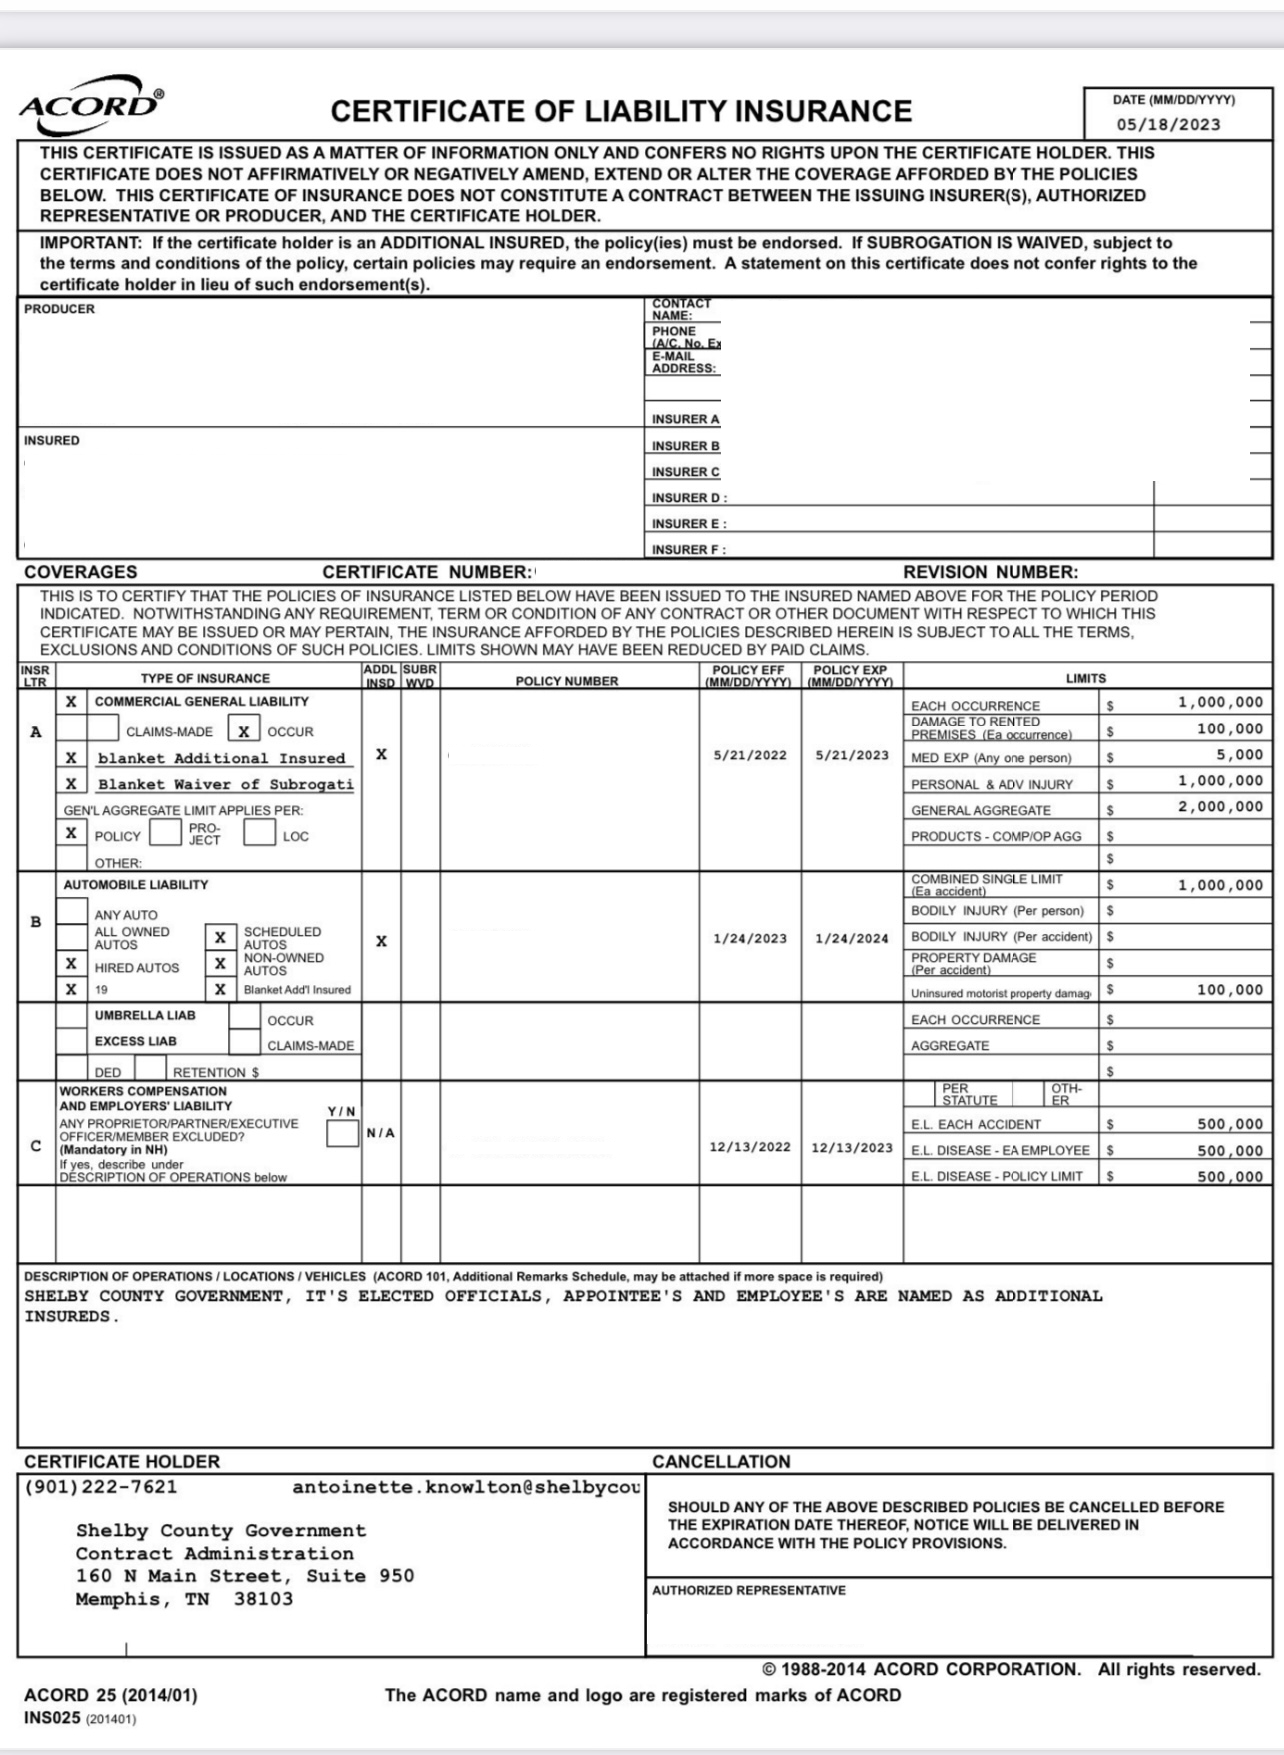 ACORD®
CERTIFICATE OF LIABILITY INSURANCE
DATE (MM/DD/YYYY)
05/18/2023
THIS CERTIFICATE IS ISSUED AS A MATTER OF INFORMATION ONLY AND CONFERS NO RIGHTS UPON THE CERTIFICATE HOLDER. THIS
CERTIFICATE DOES NOT AFFIRMATIVELY OR NEGATIVELY AMEND, EXTEND OR ALTER THE COVERAGE AFFORDED BY THE POLICIES
BELOW. THIS CERTIFICATE OF INSURANCE DOES NOT CONSTITUTE A CONTRACT BETWEEN THE ISSUING INSURER(S), AUTHORIZED
REPRESENTATIVE OR PRODUCER, AND THE CERTIFICATE HOLDER.
IMPORTANT: If the certificate holder is an ADDITIONAL INSURED, the policy(ies) must be endorsed. If SUBROGATION IS WAIVED, subject to
the terms and conditions of the policy, certain policies may require an endorsement. A statement on this certificate does not confer rights to the
certificate holder in lieu of such endorsement(s).
PRODUCER
CONTACT
NAME:
PHONE
(A/C, No, Ex
E-MAIL
ADDRESS:
INSURER A
INSURED
INSURER B
INSURER C
INSURER D :
INSURER E :
INSURER F :
COVERAGES CERTIFICATE NUMBER: REVISION NUMBER:
THIS IS TO CERTIFY THAT THE POLICIES OF INSURANCE LISTED BELOW HAVE BEEN ISSUED TO THE INSURED NAMED ABOVE FOR THE POLICY PERIOD
INDICATED. NOTWITHSTANDING ANY REQUIREMENT, TERM OR CONDITION OF ANY CONTRACT OR OTHER DOCUMENT WITH RESPECT TO WHICH THIS
CERTIFICATE MAY BE ISSUED OR MAY PERTAIN, THE INSURANCE AFFORDED BY THE POLICIES DESCRIBED HEREIN IS SUBJECT TO ALL THE TERMS,
EXCLUSIONS AND CONDITIONS OF SUCH POLICIES. LIMITS SHOWN MAY HAVE BEEN REDUCED BY PAID CLAIMS.
INSR LTR TYPE OF INSURANCE ADDL INSD SUBR WVD POLICY NUMBER POLICY EFF (MM/DD/YYYY) POLICY EXP (MM/DD/YYYY) LIMITS
X COMMERCIAL GENERAL LIABILITY EACH OCCURRENCE $ 1,000,000
A CLAIMS-MADE X OCCUR DAMAGE TO RENTED PREMISES (Ea occurrence) $ 100,000
X blanket Additional Insured X 5/21/2022 5/21/2023 MED EXP (Any one person) $ 5,000
X Blanket Waiver of Subrogati PERSONAL & ADV INJURY $ 1,000,000
GEN'L AGGREGATE LIMIT APPLIES PER: GENERAL AGGREGATE $ 2,000,000
X POLICY PRO-JECT LOC PRODUCTS - COMP/OP AGG $
OTHER: $
AUTOMOBILE LIABILITY COMBINED SINGLE LIMIT (Ea accident) $ 1,000,000
B ANY AUTO BODILY INJURY (Per person) $
ALL OWNED AUTOS X SCHEDULED AUTOS X 1/24/2023 1/24/2024 BODILY INJURY (Per accident) $
X HIRED AUTOS X NON-OWNED AUTOS PROPERTY DAMAGE (Per accident) $
X 19 X Blanket Add'l Insured Uninsured motorist property damag $ 100,000
UMBRELLA LIAB OCCUR EACH OCCURRENCE $
EXCESS LIAB CLAIMS-MADE AGGREGATE $
DED RETENTION $ $
WORKERS COMPENSATION PER STATUTE OTH-ER
AND EMPLOYERS' LIABILITY Y / N
ANY PROPRIETOR/PARTNER/EXECUTIVE E.L. EACH ACCIDENT $ 500,000
OFFICER/MEMBER EXCLUDED? N / A
C (Mandatory in NH) 12/13/2022 12/13/2023 E.L. DISEASE - EA EMPLOYEE $ 500,000
If yes, describe under
DESCRIPTION OF OPERATIONS below E.L. DISEASE - POLICY LIMIT $ 500,000
DESCRIPTION OF OPERATIONS / LOCATIONS / VEHICLES (ACORD 101, Additional Remarks Schedule, may be attached if more space is required)
SHELBY COUNTY GOVERNMENT, IT'S ELECTED OFFICIALS, APPOINTEE'S AND EMPLOYEE'S ARE NAMED AS ADDITIONAL
INSUREDS.
CERTIFICATE HOLDER
(901)222-7621 antoinette.knowlton@shelbycou
Shelby County Government
Contract Administration
160 N Main Street, Suite 950
Memphis, TN 38103
CANCELLATION
SHOULD ANY OF THE ABOVE DESCRIBED POLICIES BE CANCELLED BEFORE
THE EXPIRATION DATE THEREOF, NOTICE WILL BE DELIVERED IN
ACCORDANCE WITH THE POLICY PROVISIONS.
AUTHORIZED REPRESENTATIVE
© 1988-2014 ACORD CORPORATION. All rights reserved.
ACORD 25 (2014/01) The ACORD name and logo are registered marks of ACORD
INS025 (201401)